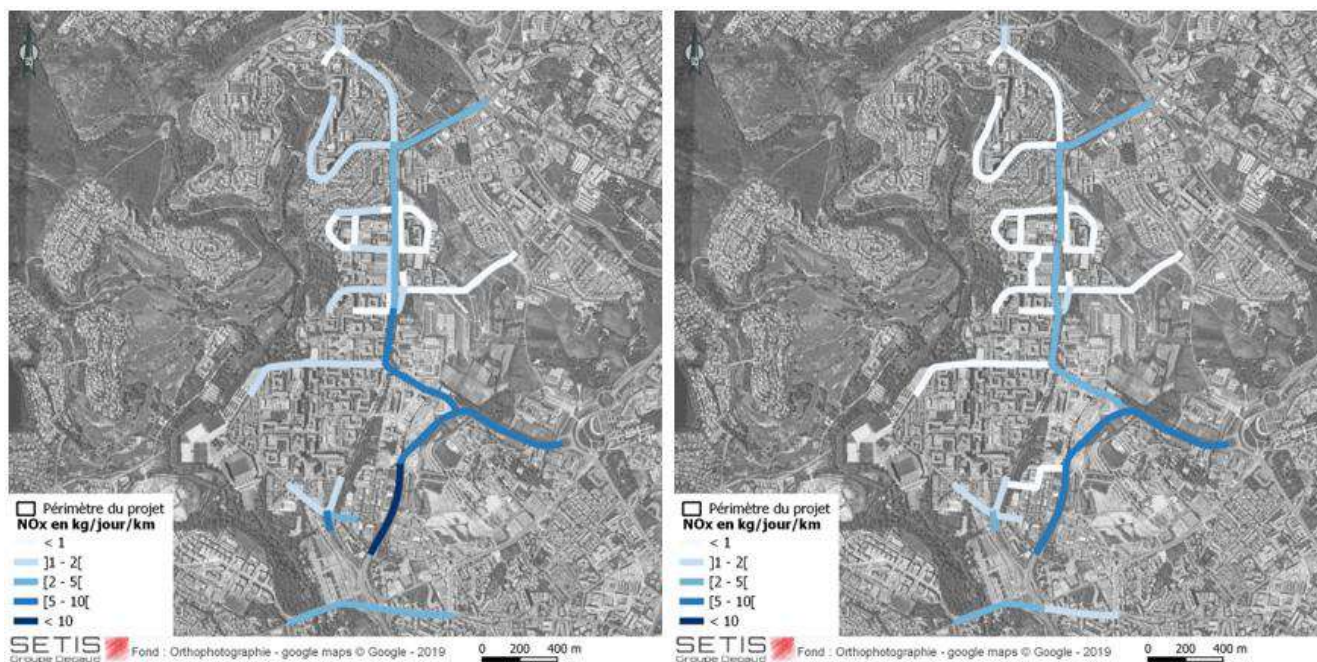 Périmètre du projet
NOx en kg/jour/km
< 1
]1 - 2[
[2 - 5[
[5 - 10[
< 10
SETIS
Groupe Degaud
Fond : Orthophotographie - google maps © Google - 2019
0 200 400 m
Périmètre du projet
NOx en kg/jour/km
< 1
]1 - 2[
[2 - 5[
[5 - 10[
< 10
SETIS
Groupe Degaud
Fond : Orthophotographie - google maps © Google - 2019
0 200 400 m